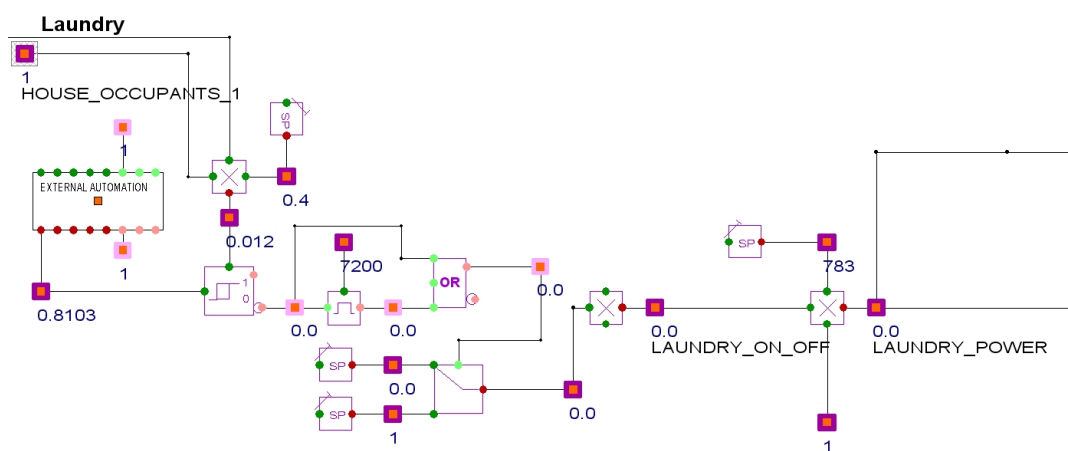 Laundry
1
HOUSE_OCCUPANTS_1
1
SP
EXTERNAL AUTOMATION
0.4
0.012
1
0.8103
1
0
7200
OR
0.0
0.0
0.0
SP
0.0
SP
1
0.0
SP
783
0.0
LAUNDRY_ON_OFF
0.0
LAUNDRY_POWER
1